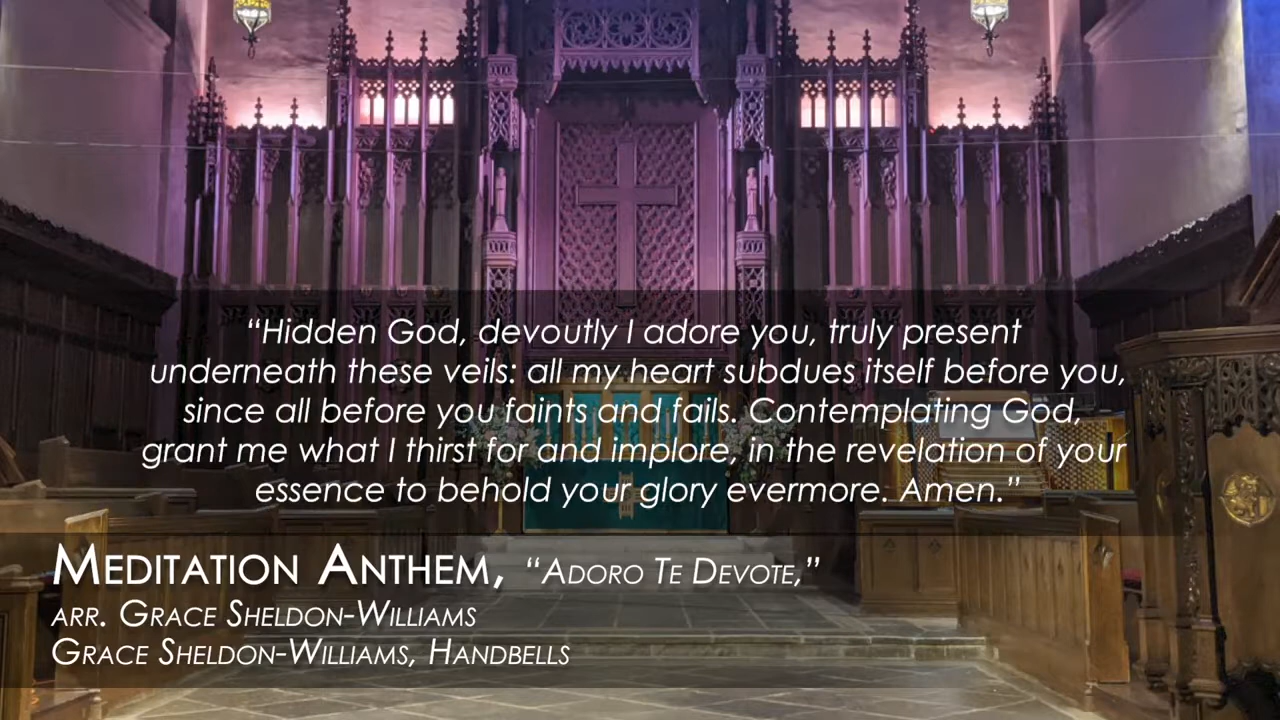 “Hidden God, devoutly I adore you, truly present
underneath these veils: all my heart subdues itself before you,
since all before you faints and fails. Contemplating God,
grant me what I thirst for and implore, in the revelation of your
essence to behold your glory evermore. Amen.”
Meditation Anthem, “Adoro Te Devote,”
arr. Grace Sheldon-Williams
Grace Sheldon-Williams, Handbells